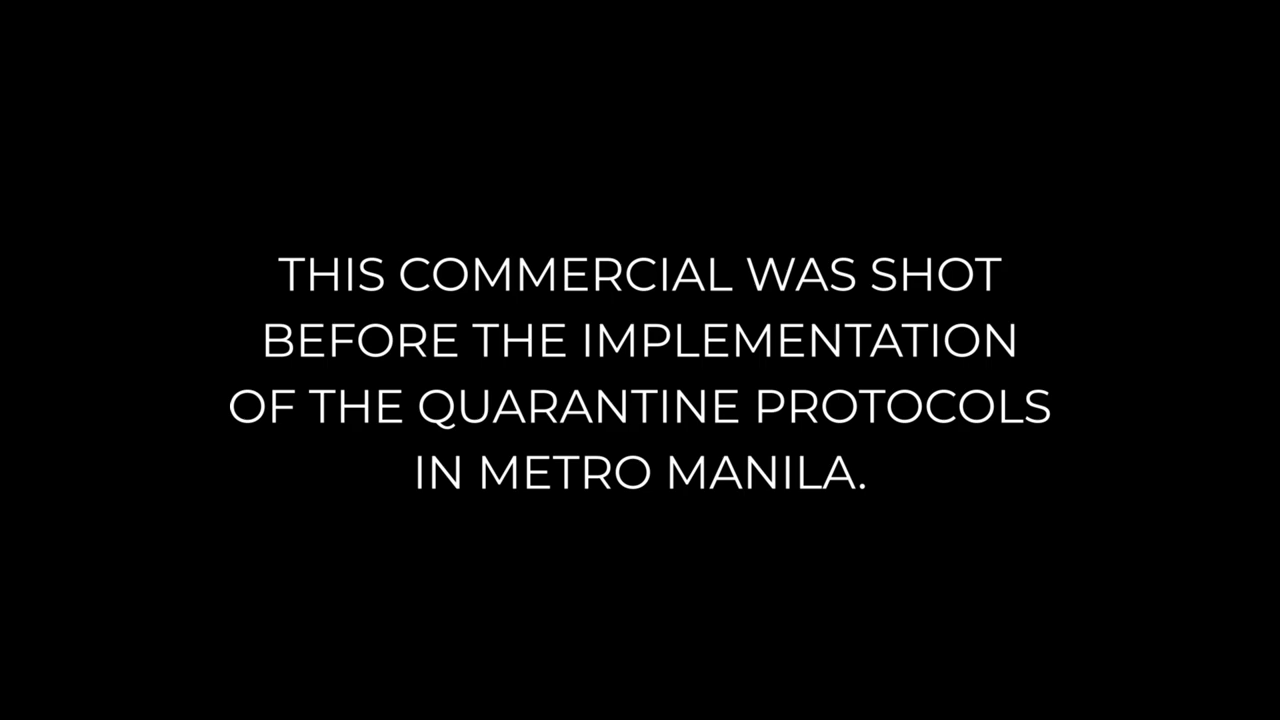 THIS COMMERCIAL WAS SHOT
BEFORE THE IMPLEMENTATION
OF THE QUARANTINE PROTOCOLS
IN METRO MANILA.